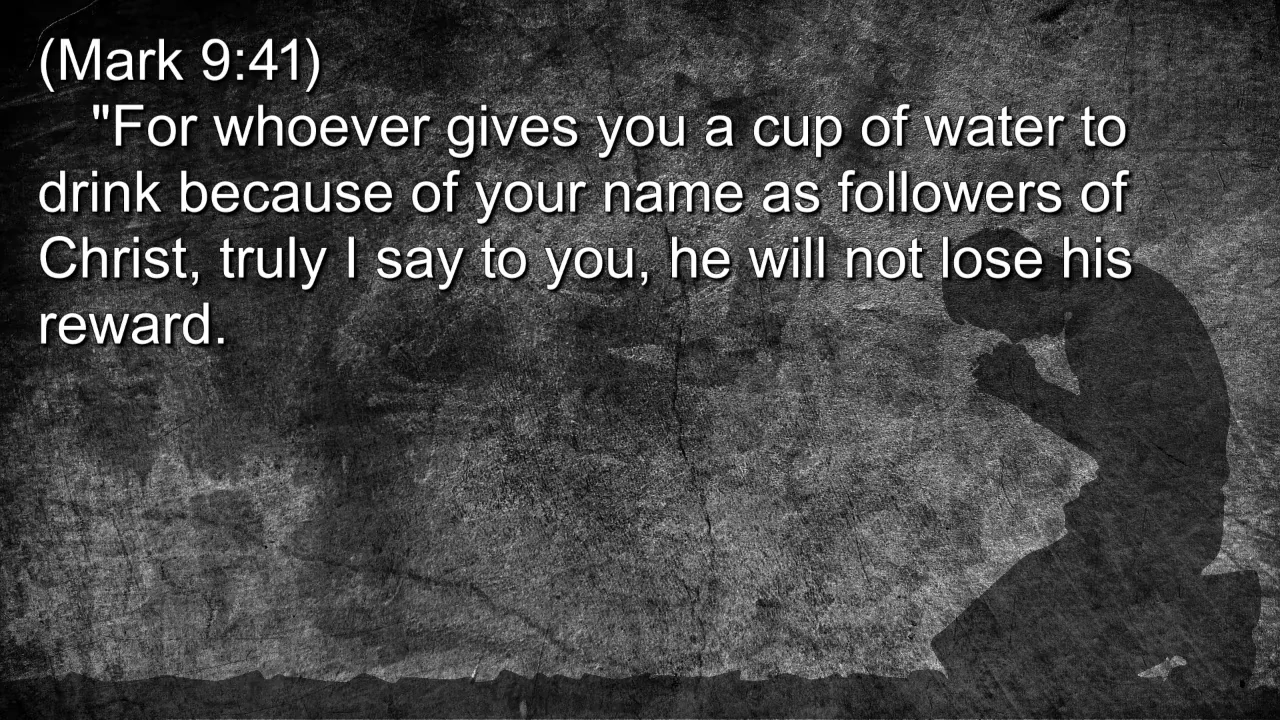 (Mark 9:41)
"For whoever gives you a cup of water to
drink because of your name as followers of
Christ, truly I say to you, he will not lose his
reward.